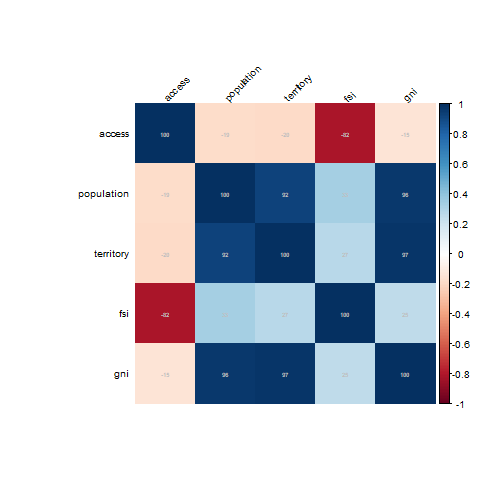 access population territory fsi gni
access 100 -82 -15 1
population 100 92 96 0.8
0.6
territory 92 100 97 0.4
0.2
0
-0.2
fsi -82 100 -0.4
-0.6
gni -15 96 97 100 -0.8
-1